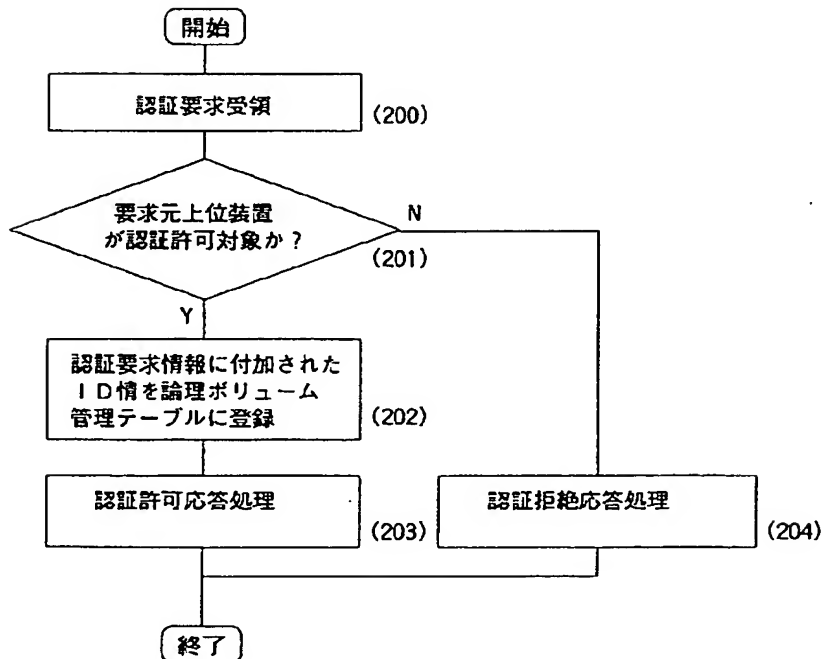 開始
認証要求受領
(200)
要求元上位装置
が認証許可対象か?
N
(201)
Y
認証要求情報に付加された
ID情を論理ボリューム
管理テーブルに登録
(202)
認証許可応答処理
(203)
認証拒絶応答処理
(204)
終了